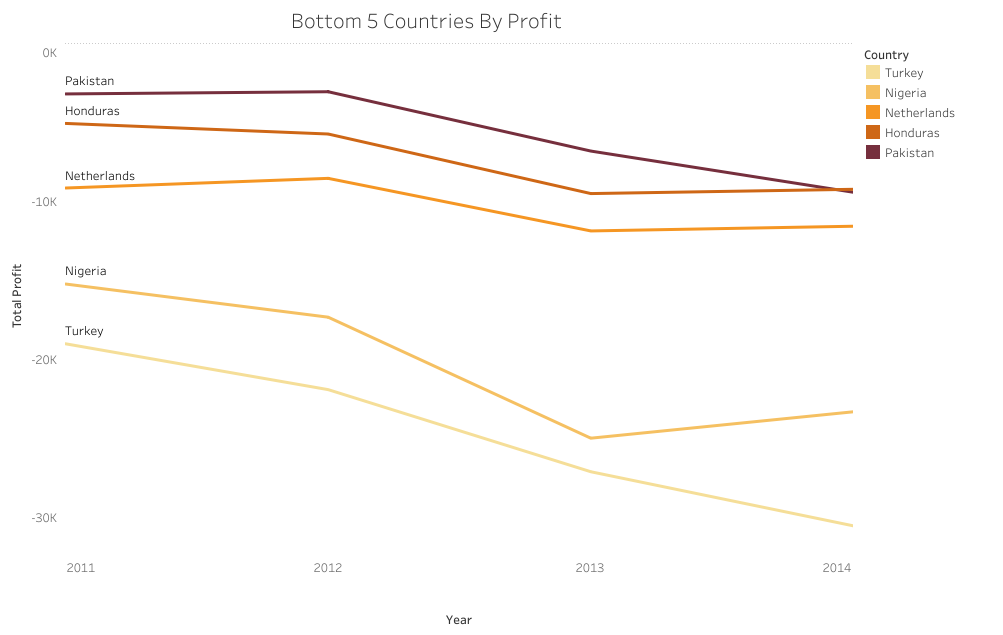 Bottom 5 Countries By Profit
0K
-10K
-20K
-30K
Total Profit
Pakistan
Honduras
Netherlands
Nigeria
Turkey
2011 2012 2013 2014
Year
Country
Turkey
Nigeria
Netherlands
Honduras
Pakistan